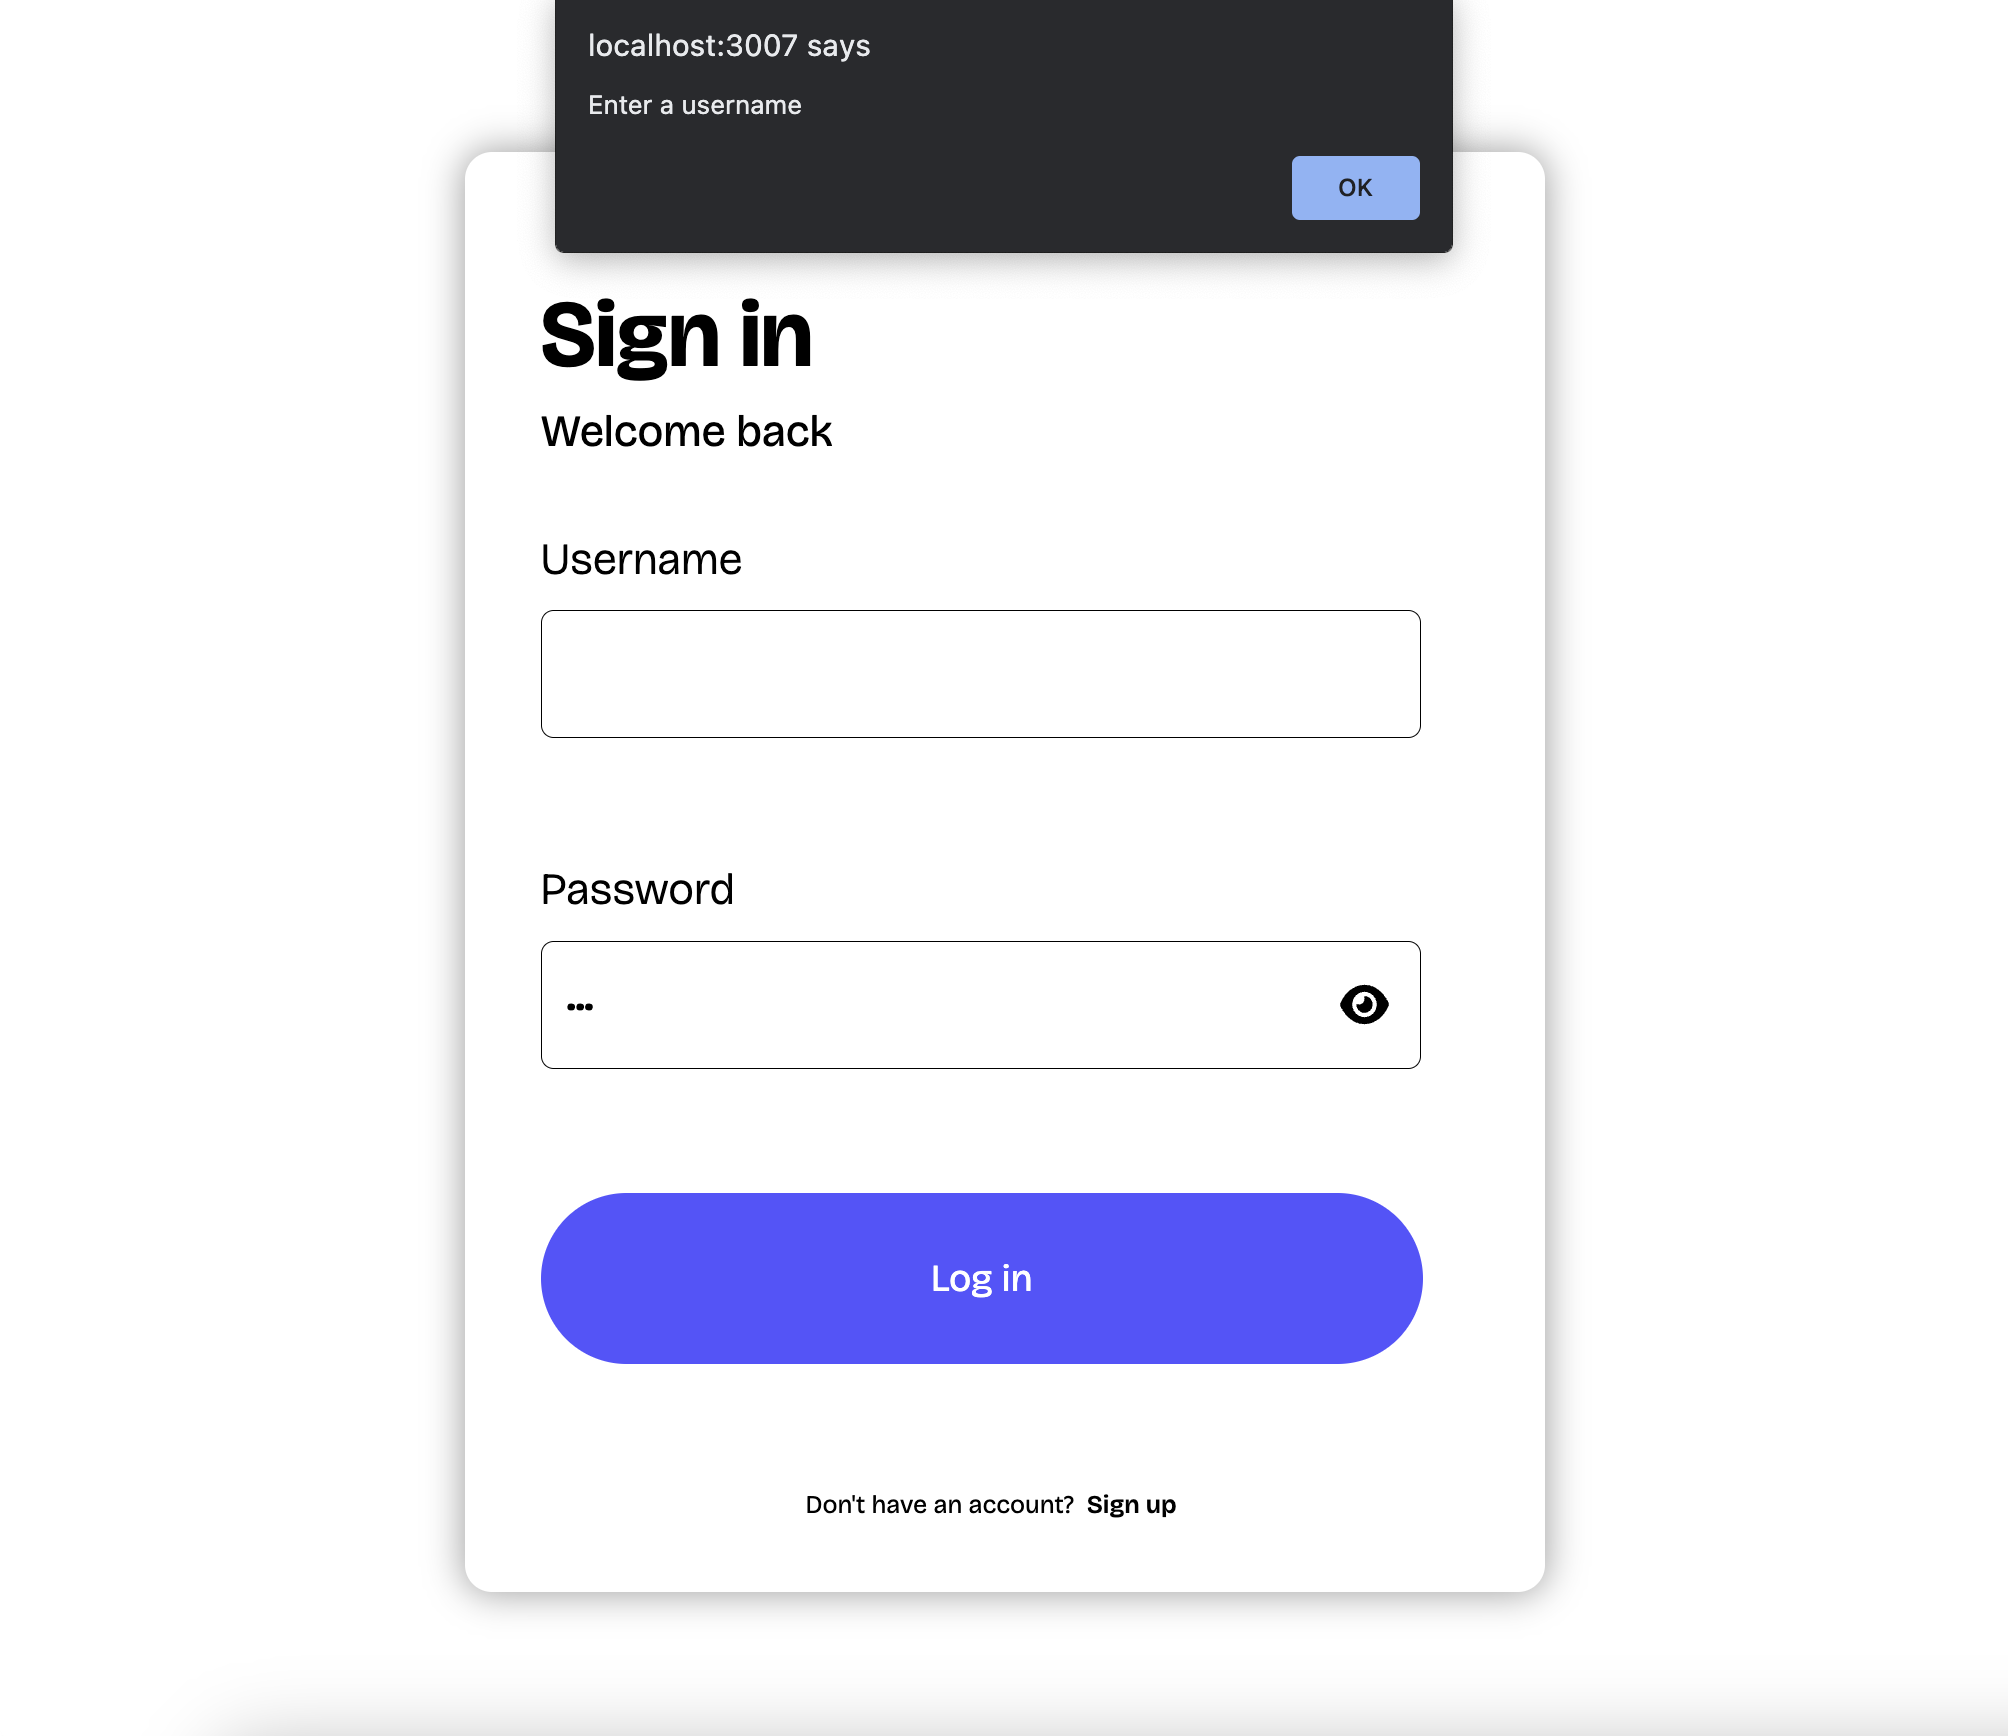 localhost:3007 says
Enter a username
OK
Sign in
Welcome back
Username
Password
Log in
Don't have an account? Sign up